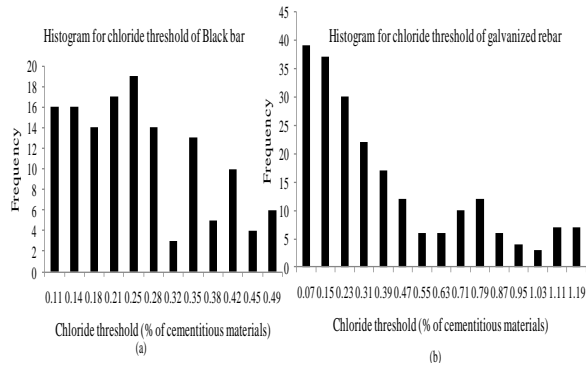 Histogram for chloride threshold of Black bar
Frequency
20
18
16
14
12
10
8
6
4
2
0
0.11 0.14 0.18 0.21 0.25 0.28 0.32 0.35 0.38 0.42 0.45 0.49
Chloride threshold (% of cementitious materials)
(a)
Histogram for chloride threshold of galvanized rebar
Frequency
45
40
35
30
25
20
15
10
5
0
0.07 0.15 0.23 0.31 0.39 0.47 0.55 0.63 0.71 0.79 0.87 0.95 1.03 1.11 1.19
Chloride threshold (% of cementitious materials)
(b)